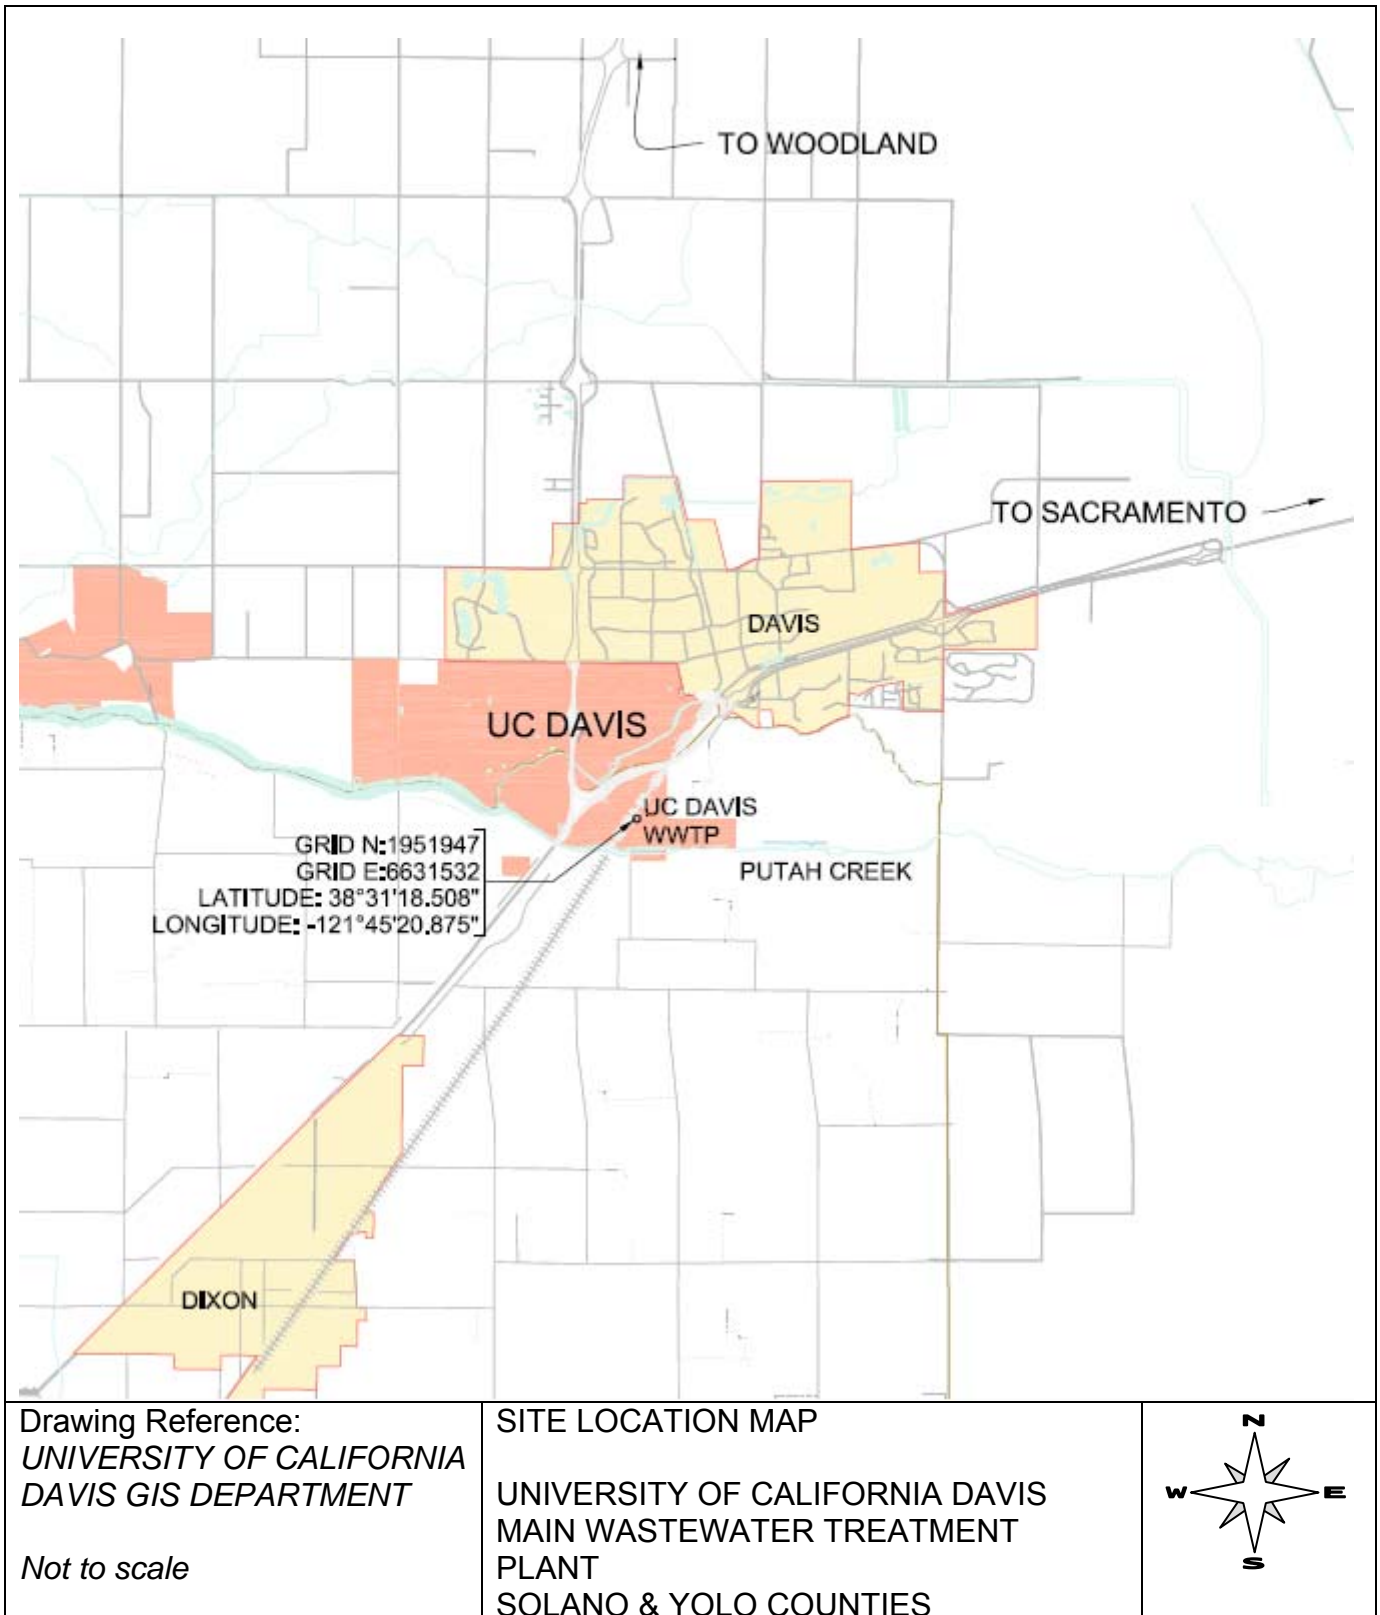 TO WOODLAND
TO SACRAMENTO
DAVIS
UC DAVIS
UC DAVIS
WWTP
GRID N:1951947
GRID E:6631532
LATITUDE: 38°31'18.508"
LONGITUDE: -121°45'20.875"
PUTAH CREEK
DIXON
Drawing Reference:
UNIVERSITY OF CALIFORNIA
DAVIS GIS DEPARTMENT
Not to scale
SITE LOCATION MAP
UNIVERSITY OF CALIFORNIA DAVIS
MAIN WASTEWATER TREATMENT
PLANT
SOLANO & YOLO COUNTIES
N
W E
S